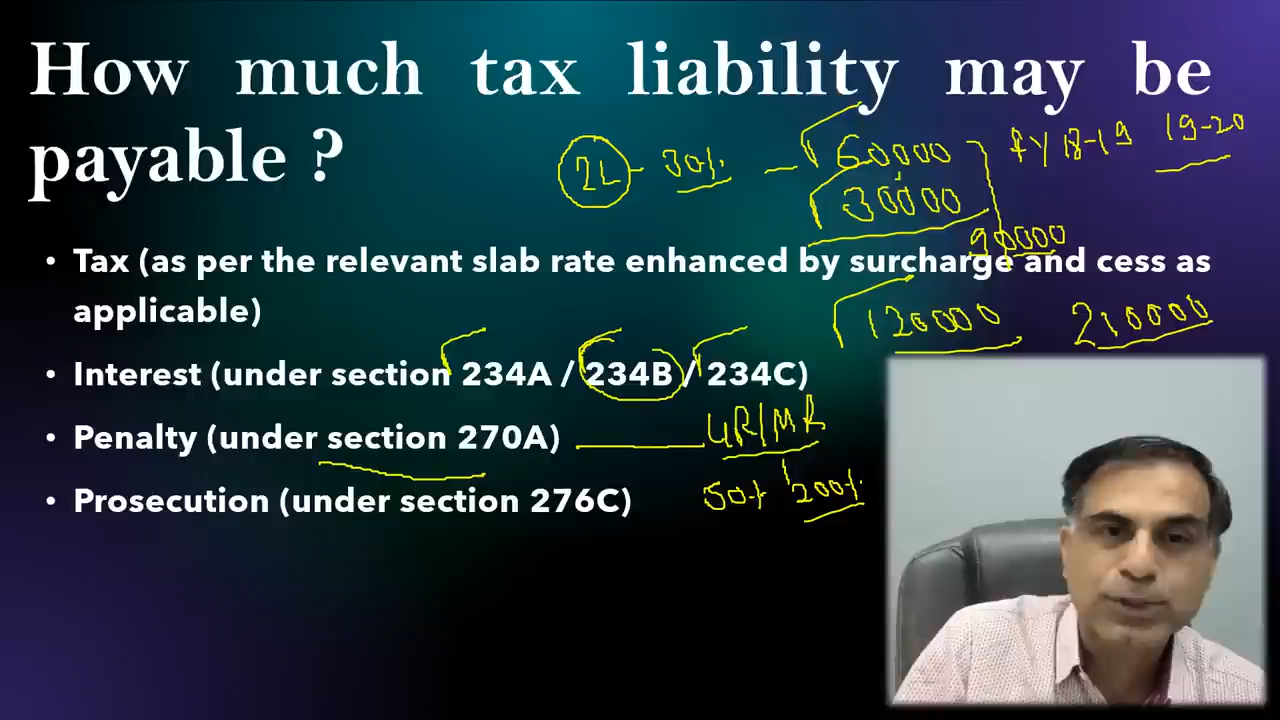 How much tax liability may be
payable ?
2L - 30% - 60000 FY 18-19 19-20
30000
90000
• Tax (as per the relevant slab rate enhanced by surcharge and cess as
applicable)
120000 210000
• Interest (under section 234A / 234B / 234C)
• Penalty (under section 270A) UR/MR
50% 200%
• Prosecution (under section 276C)